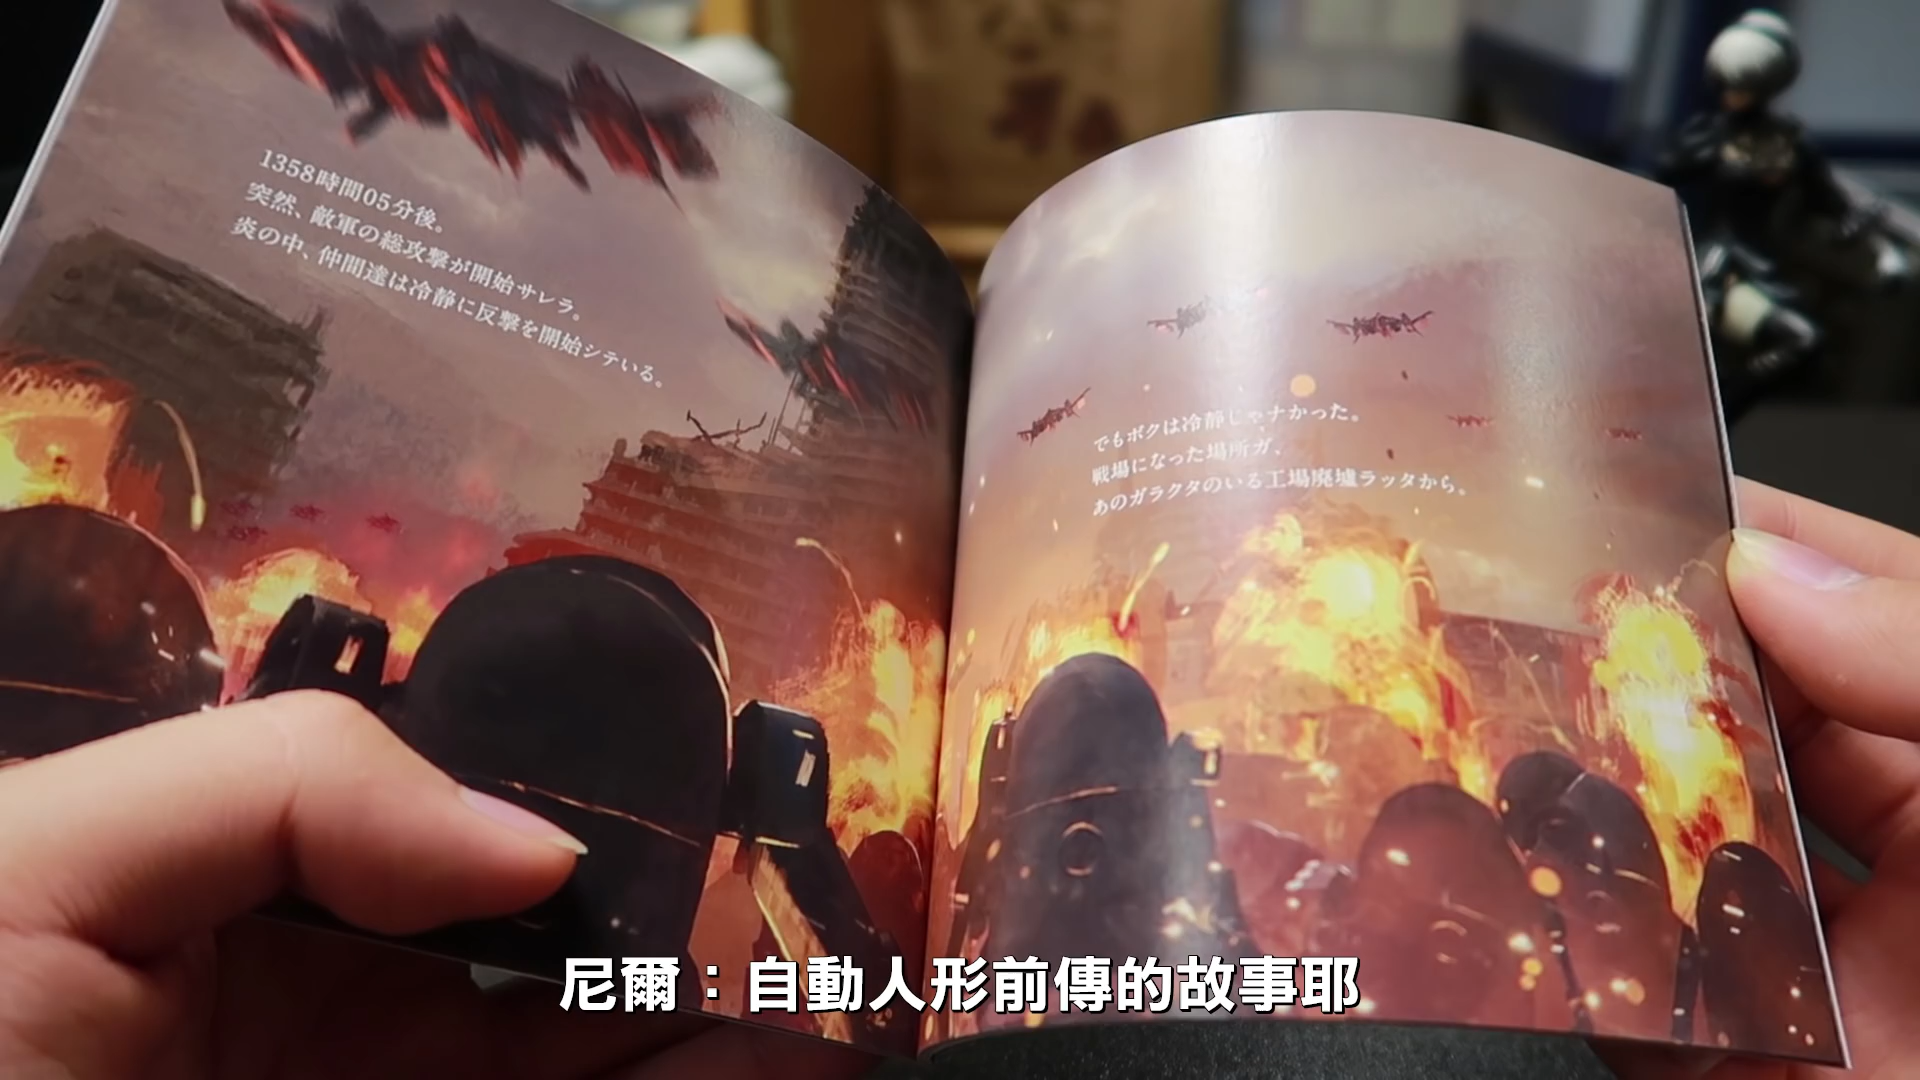 1358時間05分後。
突然、敵軍の総攻撃が開始サレラ。
炎の中、仲間達は冷静に反撃を開始シテいる。
でもボクは冷静じゃナかった。
戦場になった場所ガ、
あのガラクタのいる工場廃墟ラッタから。
尼爾：自動人形前傳的故事耶